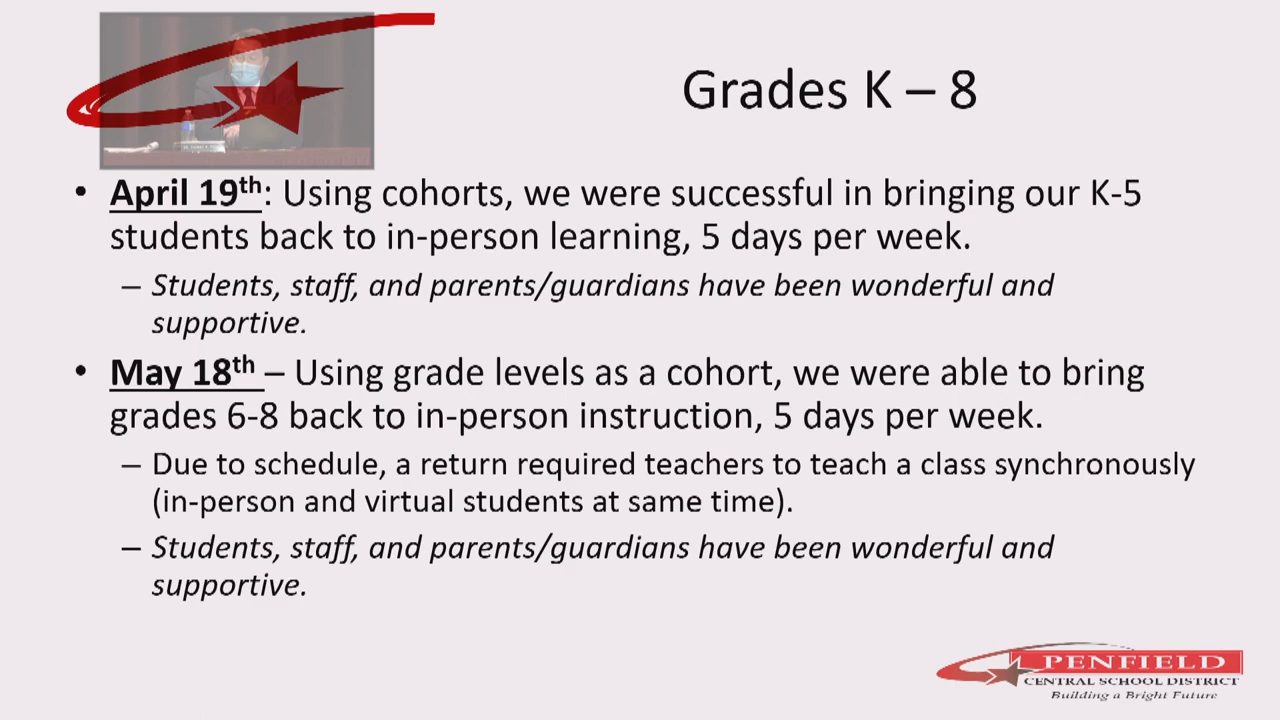 Grades K – 8
• April 19th: Using cohorts, we were successful in bringing our K-5
students back to in-person learning, 5 days per week.
– Students, staff, and parents/guardians have been wonderful and
supportive.
• May 18th – Using grade levels as a cohort, we were able to bring
grades 6-8 back to in-person instruction, 5 days per week.
– Due to schedule, a return required teachers to teach a class synchronously
(in-person and virtual students at same time).
– Students, staff, and parents/guardians have been wonderful and
supportive.
PENFIELD
CENTRAL SCHOOL DISTRICT
Building a Bright Future